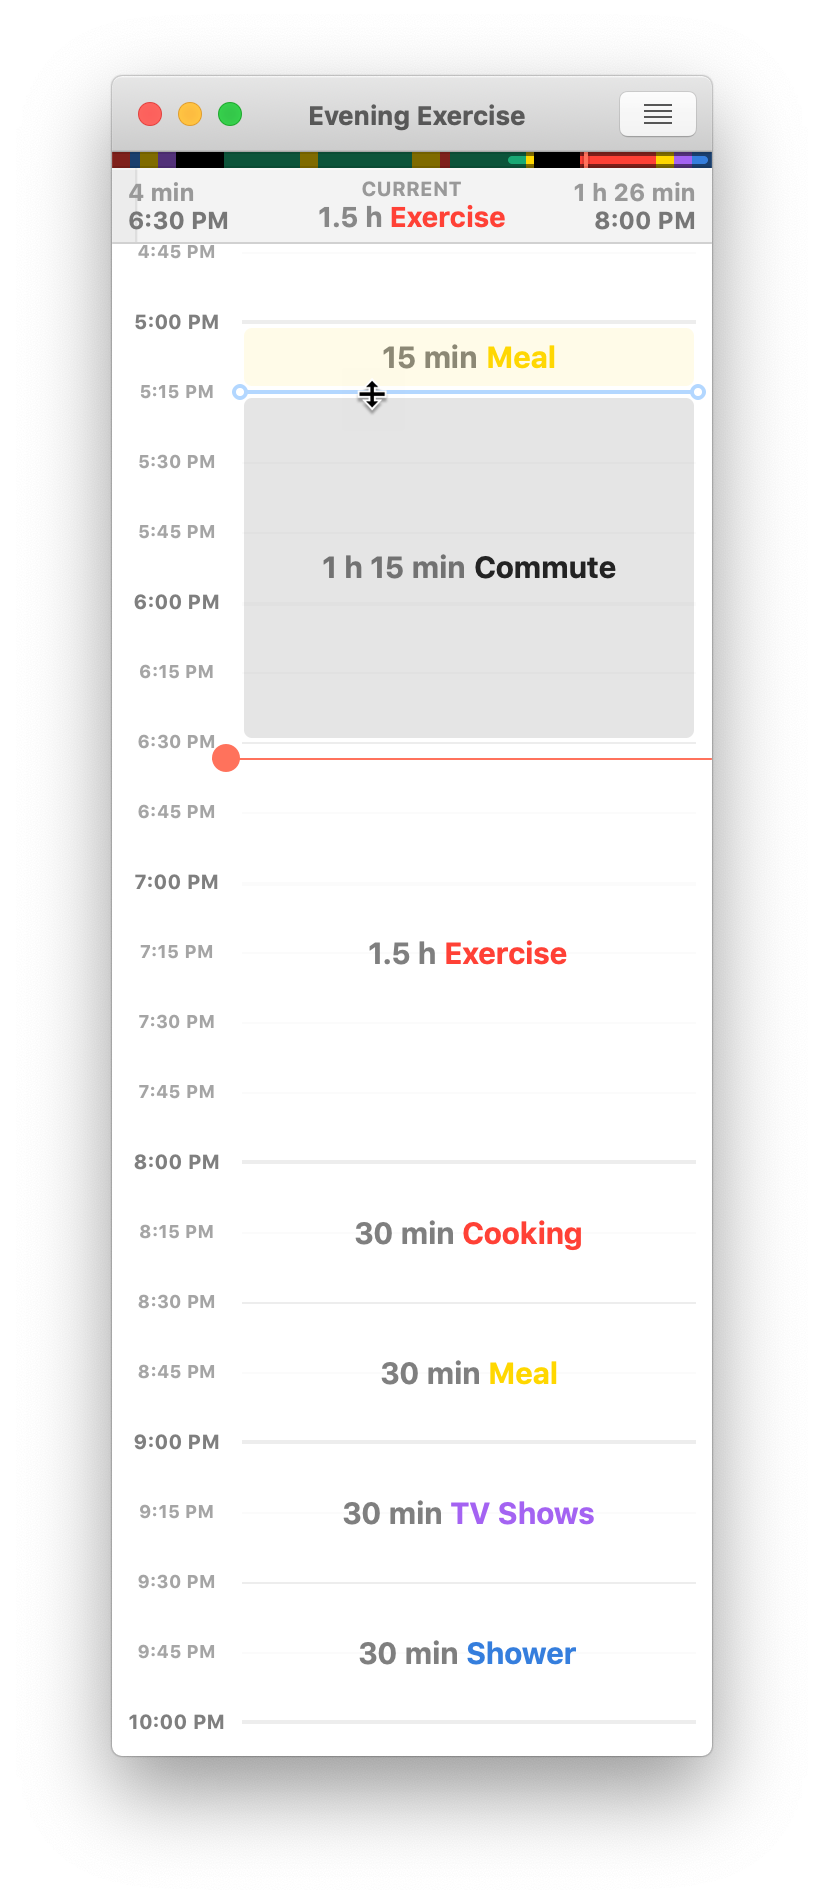 Evening Exercise
4 min
6:30 PM
CURRENT
1.5 h Exercise
1 h 26 min
8:00 PM
4:45 PM
5:00 PM
15 min Meal
5:15 PM
5:30 PM
5:45 PM
1 h 15 min Commute
6:00 PM
6:15 PM
6:30 PM
6:45 PM
7:00 PM
7:15 PM
1.5 h Exercise
7:30 PM
7:45 PM
8:00 PM
8:15 PM
30 min Cooking
8:30 PM
8:45 PM
30 min Meal
9:00 PM
9:15 PM
30 min TV Shows
9:30 PM
9:45 PM
30 min Shower
10:00 PM